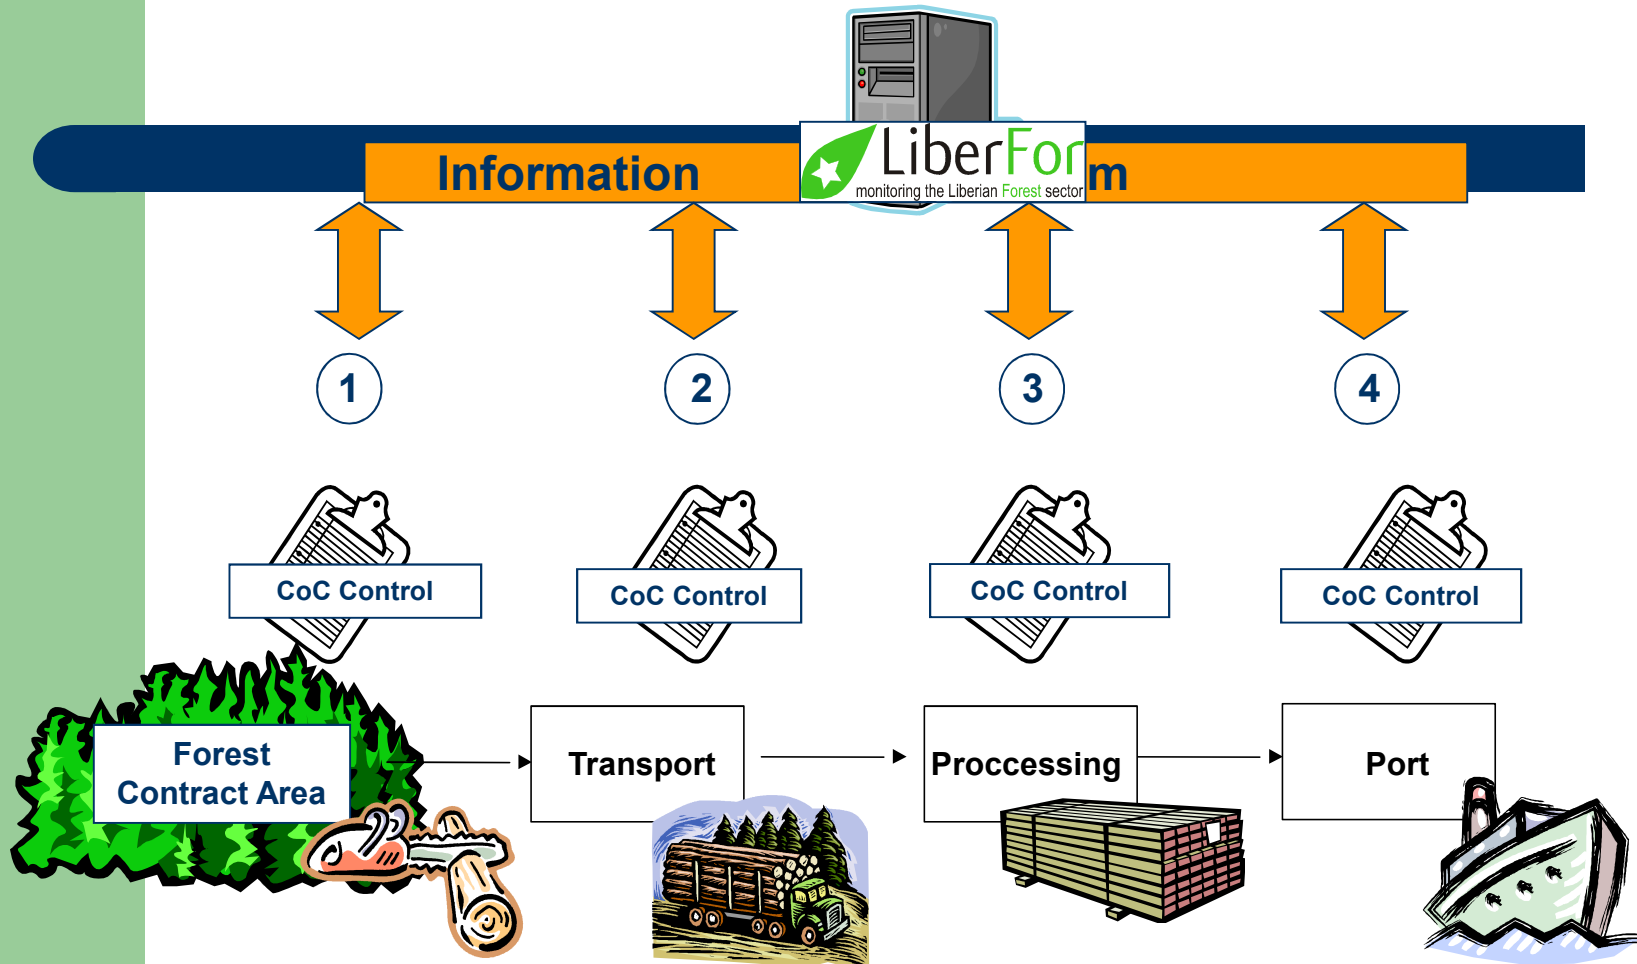 Information
LiberFor
monitoring the Liberian Forest sector
m
1
2
3
4
CoC Control
CoC Control
CoC Control
CoC Control
Forest
Contract Area
Transport
Proccessing
Port